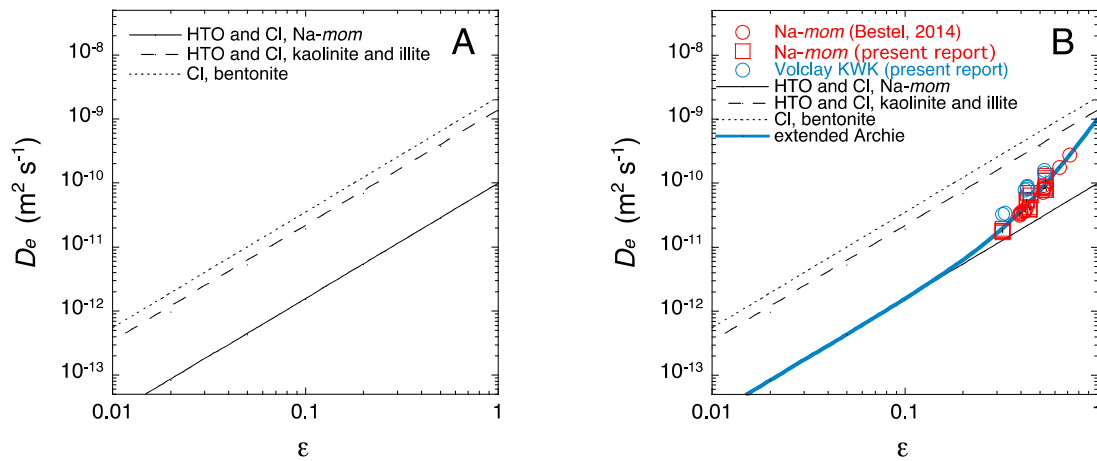 A
HTO and Cl, Na-mom
HTO and Cl, kaolinite and illite
Cl, bentonite
10-8
10-9
10-10
10-11
10-12
10-13
De (m2 s-1)
0.01
0.1
1
ε
B
Na-mom (Bestel, 2014)
Na-mom (present report)
Volclay KWK (present report)
HTO and Cl, Na-mom
HTO and Cl, kaolinite and illite
Cl, bentonite
extended Archie
10-8
10-9
10-10
10-11
10-12
10-13
De (m2 s-1)
0.01
0.1
1
ε